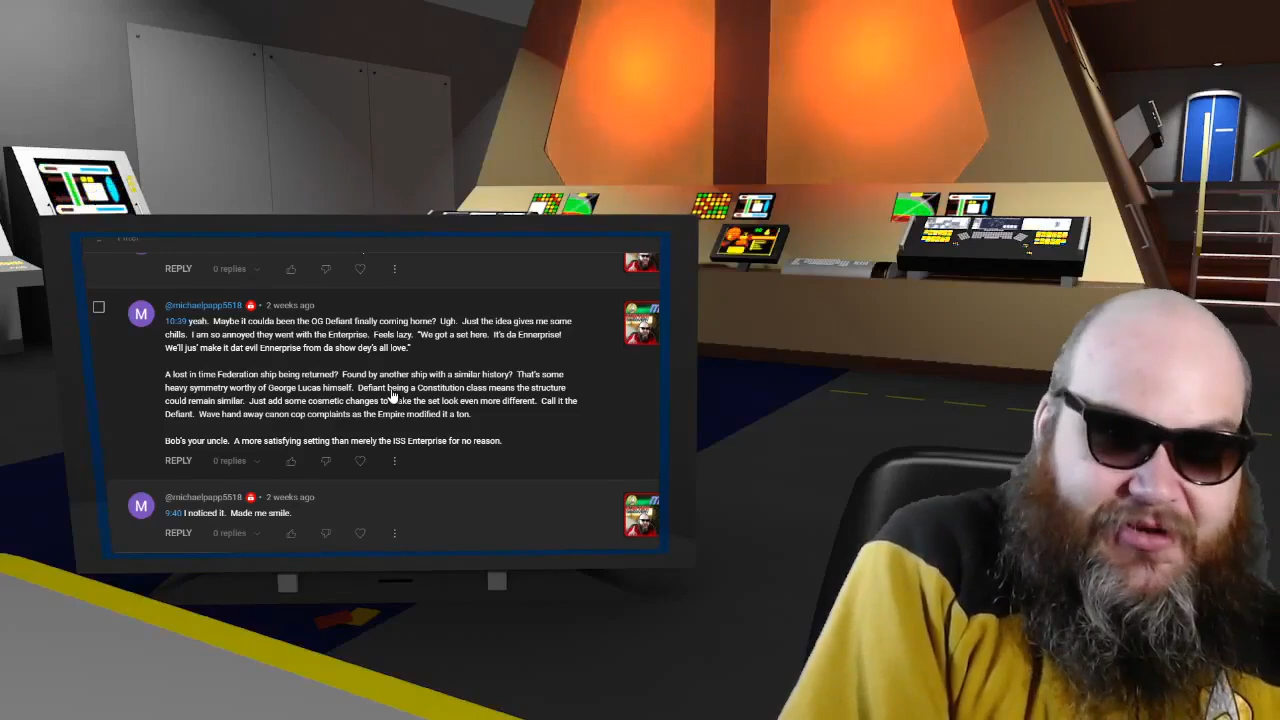 Filter
REPLY 0 replies
@michaelpapp5518 • 2 weeks ago
M
10:39 yeah. Maybe it coulda been the OG Defiant finally coming home? Ugh. Just the idea gives me some
chills. I am so annoyed they went with the Enterprise. Feels lazy. “We got a set here. It's da Ennerprise!
We'll jus' make it dat evil Ennerprise from da show dey's all love.”
A lost in time Federation ship being returned? Found by another ship with a similar history? That's some
heavy symmetry worthy of George Lucas himself. Defiant being a Constitution class means the structure
could remain similar. Just add some cosmetic changes to make the set look even more different. Call it the
Defiant. Wave hand away canon cop complaints as the Empire modified it a ton.
Bob's your uncle. A more satisfying setting than merely the ISS Enterprise for no reason.
REPLY 0 replies
@michaelpapp5518 • 2 weeks ago
M
9:40 I noticed it. Made me smile.
REPLY 0 replies